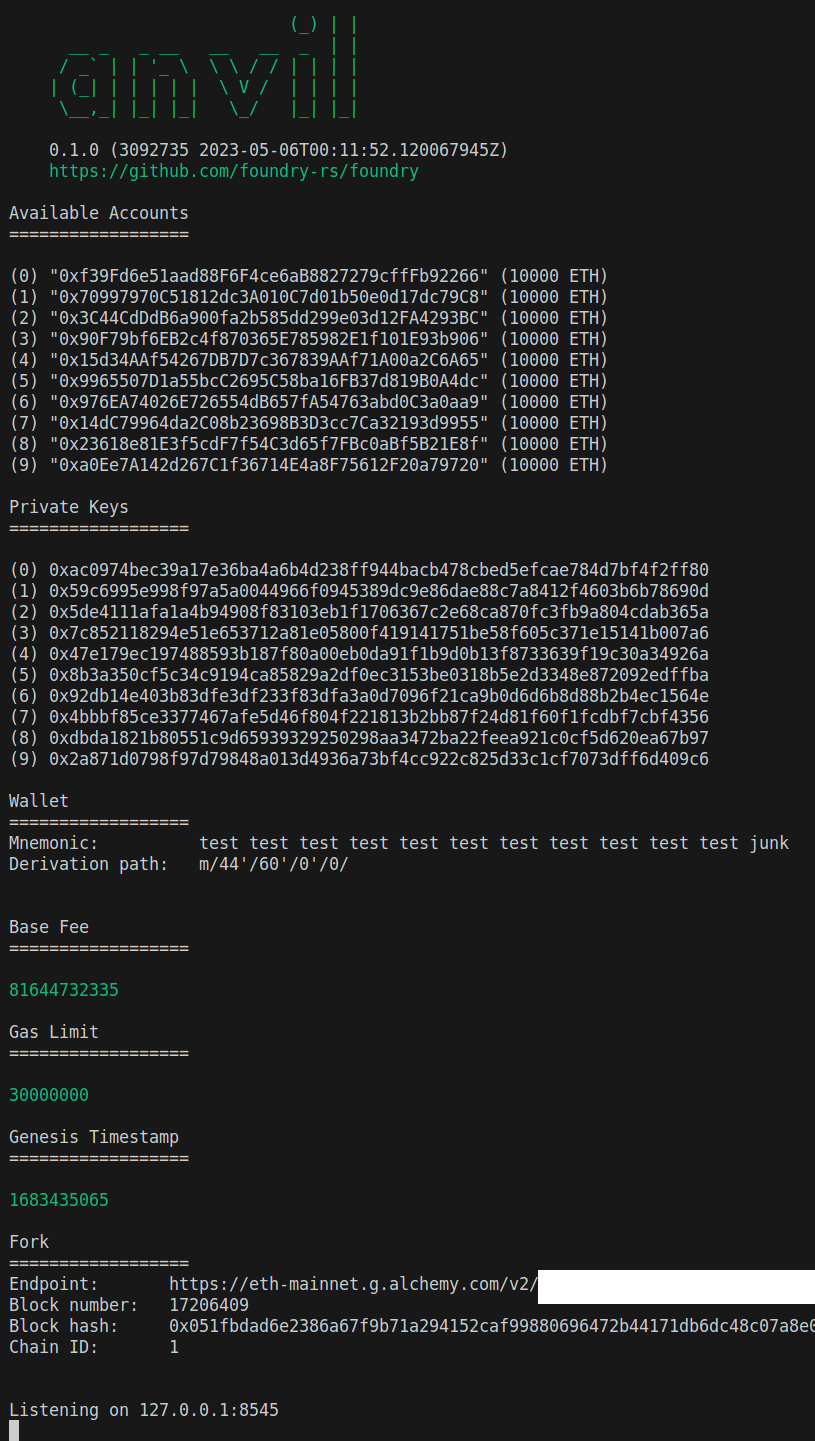 (_) | |
      __ _   _ __   __   __  _  | |
     / _` | | '_ \  \ \ / / | | | |
    | (_| | | | | |  \ V /  | | | |
     \__,_| |_| |_|   \_/   |_| |_|
    0.1.0 (3092735 2023-05-06T00:11:52.120067945Z)
    https://github.com/foundry-rs/foundry
Available Accounts
==================
(0) "0xf39Fd6e51aad88F6F4ce6aB8827279cffFb92266" (10000 ETH)
(1) "0x70997970C51812dc3A010C7d01b50e0d17dc79C8" (10000 ETH)
(2) "0x3C44CdDdB6a900fa2b585dd299e03d12FA4293BC" (10000 ETH)
(3) "0x90F79bf6EB2c4f870365E785982E1f101E93b906" (10000 ETH)
(4) "0x15d34AAf54267DB7D7c367839AAf71A00a2C6A65" (10000 ETH)
(5) "0x9965507D1a55bcC2695C58ba16FB37d819B0A4dc" (10000 ETH)
(6) "0x976EA74026E726554dB657fA54763abd0C3a0aa9" (10000 ETH)
(7) "0x14dC79964da2C08b23698B3D3cc7Ca32193d9955" (10000 ETH)
(8) "0x23618e81E3f5cdF7f54C3d65f7FBc0aBf5B21E8f" (10000 ETH)
(9) "0xa0Ee7A142d267C1f36714E4a8F75612F20a79720" (10000 ETH)
Private Keys
==================
(0) 0xac0974bec39a17e36ba4a6b4d238ff944bacb478cbed5efcae784d7bf4f2ff80
(1) 0x59c6995e998f97a5a0044966f0945389dc9e86dae88c7a8412f4603b6b78690d
(2) 0x5de4111afa1a4b94908f83103eb1f1706367c2e68ca870fc3fb9a804cdab365a
(3) 0x7c852118294e51e653712a81e05800f419141751be58f605c371e15141b007a6
(4) 0x47e179ec197488593b187f80a00eb0da91f1b9d0b13f8733639f19c30a34926a
(5) 0x8b3a350cf5c34c9194ca85829a2df0ec3153be0318b5e2d3348e872092edffba
(6) 0x92db14e403b83dfe3df233f83dfa3a0d7096f21ca9b0d6d6b8d88b2b4ec1564e
(7) 0x4bbbf85ce3377467afe5d46f804f221813b2bb87f24d81f60f1fcdbf7cbf4356
(8) 0xdbda1821b80551c9d65939329250298aa3472ba22feea921c0cf5d620ea67b97
(9) 0x2a871d0798f97d79848a013d4936a73bf4cc922c825d33c1cf7073dff6d409c6
Wallet
==================
Mnemonic:          test test test test test test test test test test test junk
Derivation path:   m/44'/60'/0'/0/
Base Fee
==================
81644732335
Gas Limit
==================
30000000
Genesis Timestamp
==================
1683435065
Fork
==================
Endpoint:       https://eth-mainnet.g.alchemy.com/v2/
Block number:   17206409
Block hash:     0x051fbdad6e2386a67f9b71a294152caf99880696472b44171db6dc48c07a8e0
Chain ID:       1
Listening on 127.0.0.1:8545